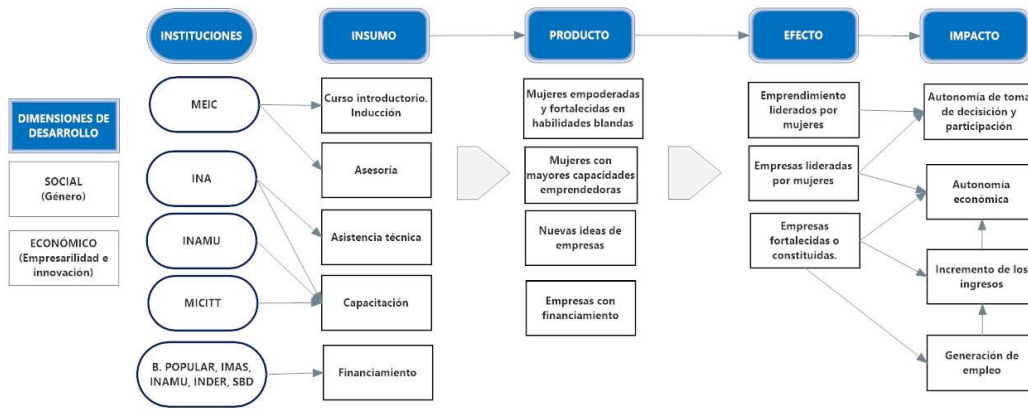 INSTITUCIONES
INSUMO
PRODUCTO
EFECTO
IMPACTO
DIMENSIONES DE
DESARROLLO
SOCIAL
(Género)
ECONÓMICO
(Empresarilidad e
innovación)
MEIC
INA
INAMU
MICITT
B. POPULAR, IMAS,
INAMU, INDER, SBD
Curso introductorio.
Inducción
Asesoría
Asistencia técnica
Capacitación
Financiamiento
Mujeres empoderadas
y fortalecidas en
habilidades blandas
Mujeres con
mayores capacidades
emprendedoras
Nuevas ideas de
empresas
Empresas con
financiamiento
Emprendimiento
liderados por
mujeres
Empresas lideradas
por mujeres
Empresas
fortalecidas o
constituidas.
Autonomía de toma
de decisión y
participación
Autonomía
económica
Incremento de los
ingresos
Generación de
empleo